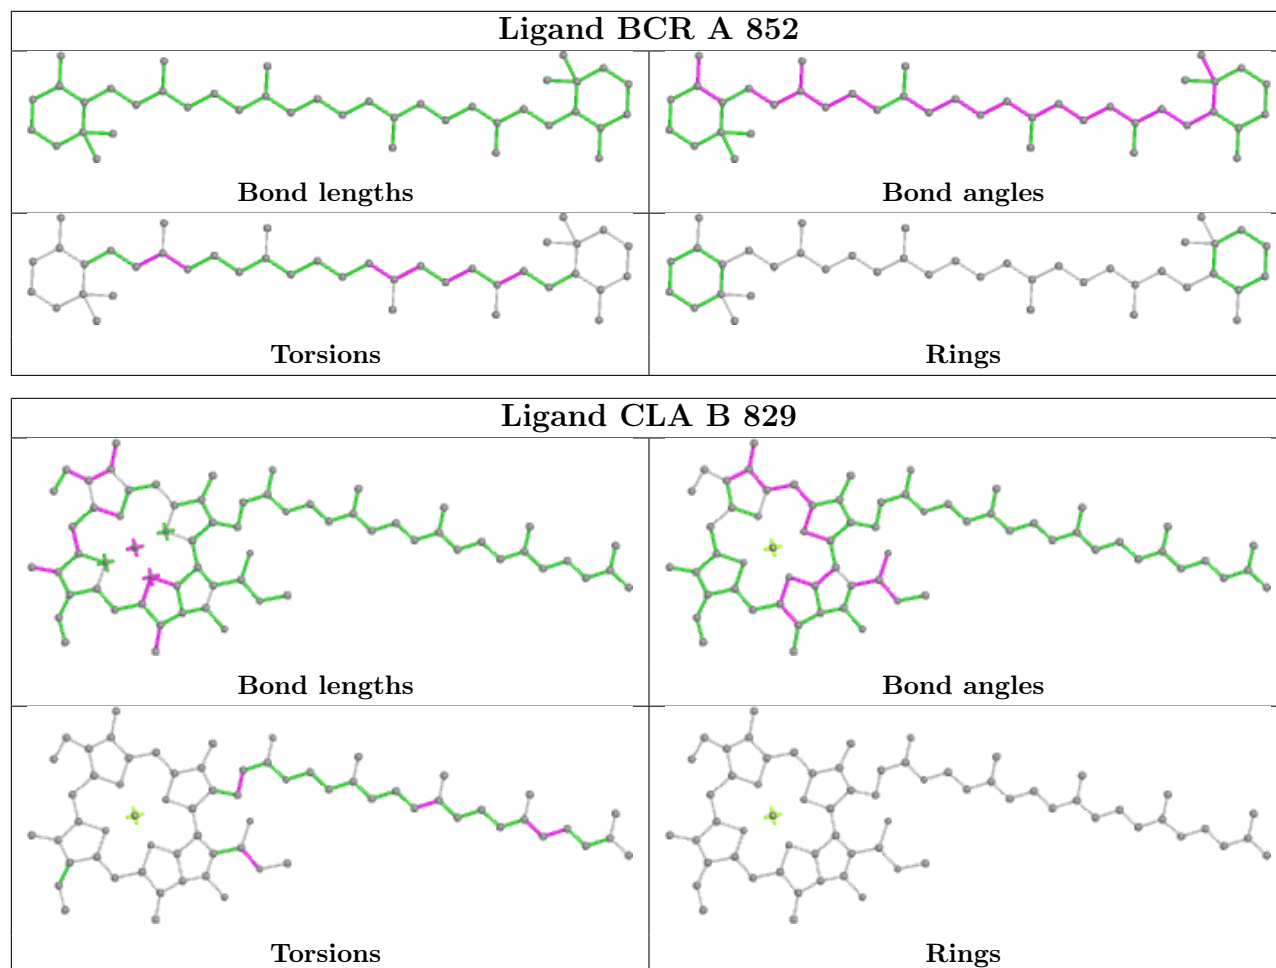 Ligand BCR A 852
Bond lengths
Bond angles
Torsions
Rings
Ligand CLA B 829
Bond lengths
Bond angles
Torsions
Rings